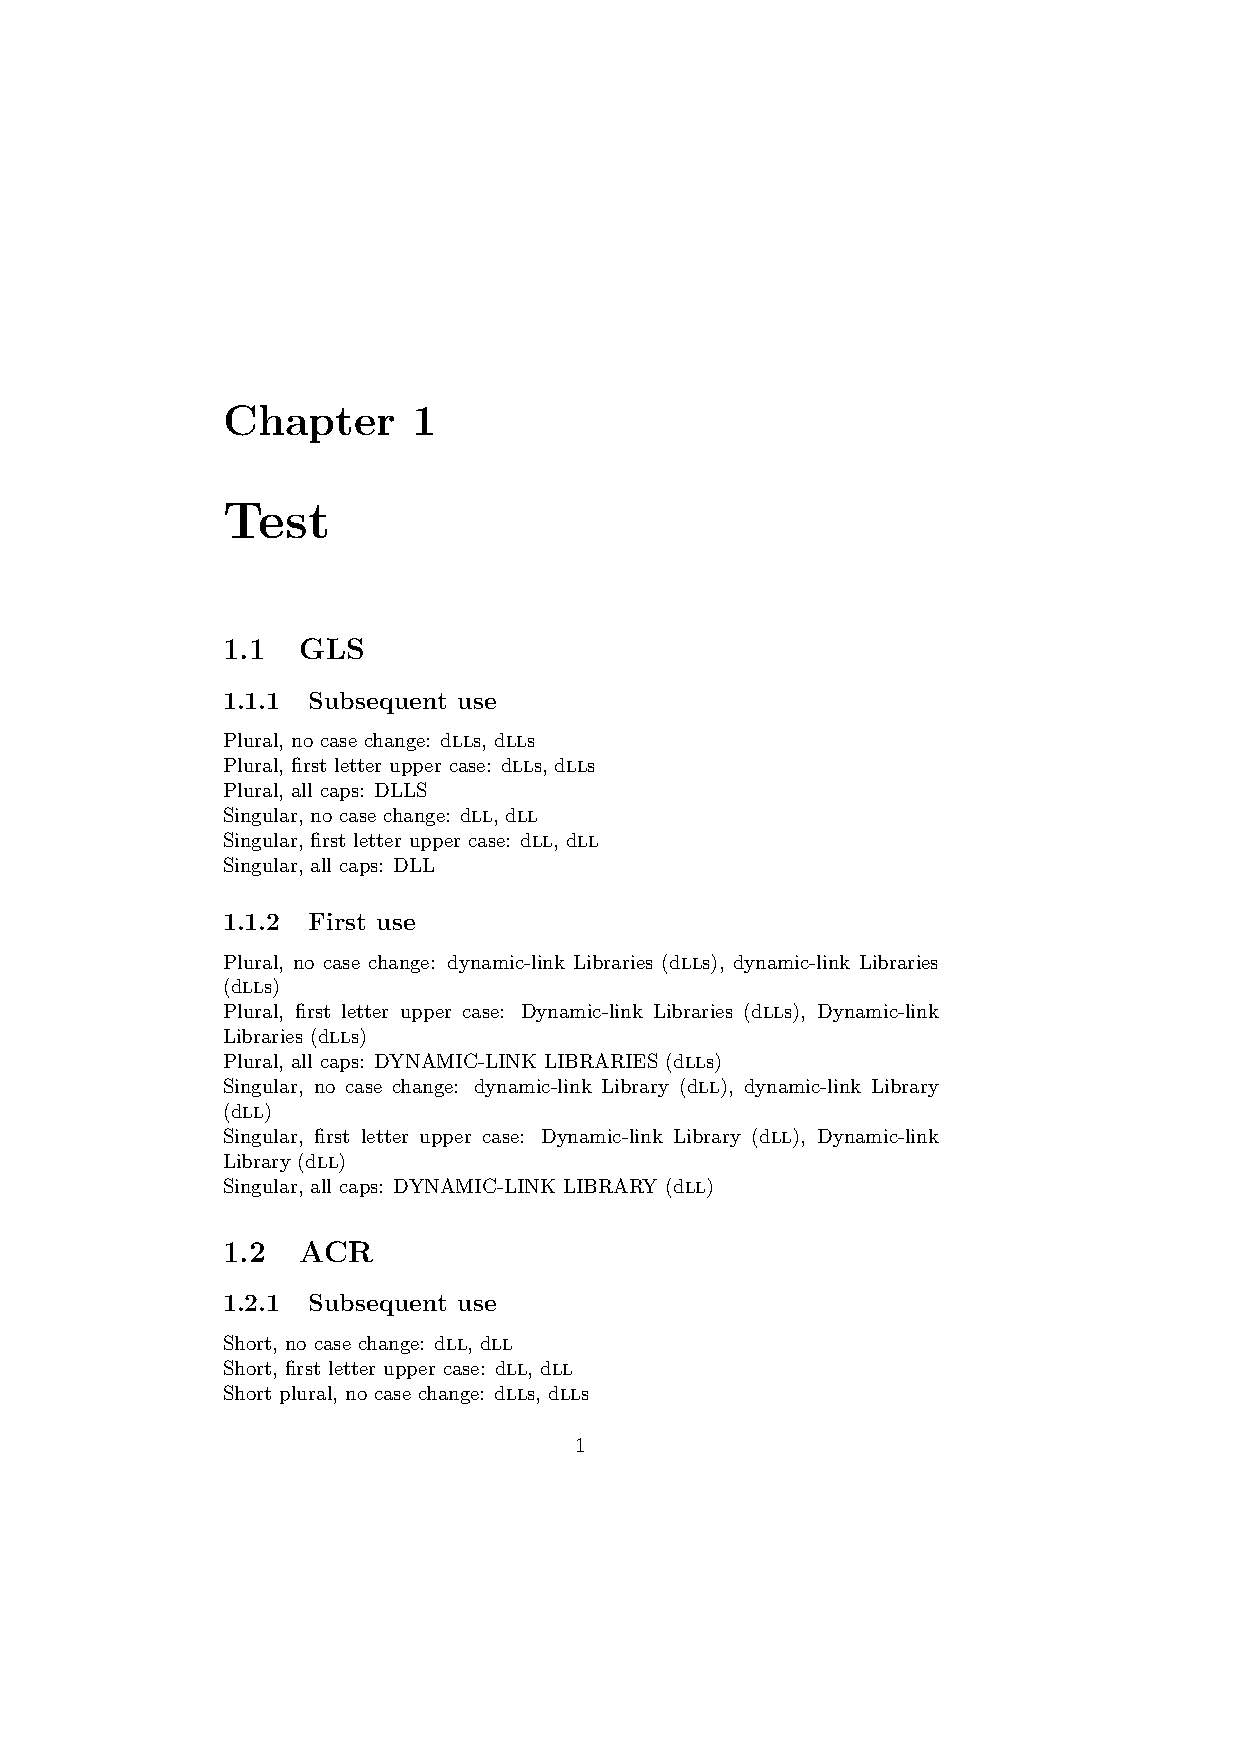 Chapter 1
Test
1.1 GLS
1.1.1 Subsequent use
Plural, no case change: dLLs, dLLs
Plural, first letter upper case: dLLs, dLLs
Plural, all caps: DLLS
Singular, no case change: dLL, dLL
Singular, first letter upper case: dLL, dLL
Singular, all caps: DLL
1.1.2 First use
Plural, no case change: dynamic-link Libraries (dLLs), dynamic-link Libraries
(dLLs)
Plural, first letter upper case: Dynamic-link Libraries (dLLs), Dynamic-link
Libraries (dLLs)
Plural, all caps: DYNAMIC-LINK LIBRARIES (dLLs)
Singular, no case change: dynamic-link Library (dLL), dynamic-link Library
(dLL)
Singular, first letter upper case: Dynamic-link Library (dLL), Dynamic-link
Library (dLL)
Singular, all caps: DYNAMIC-LINK LIBRARY (dLL)
1.2 ACR
1.2.1 Subsequent use
Short, no case change: dLL, dLL
Short, first letter upper case: dLL, dLL
Short plural, no case change: dLLs, dLLs
1